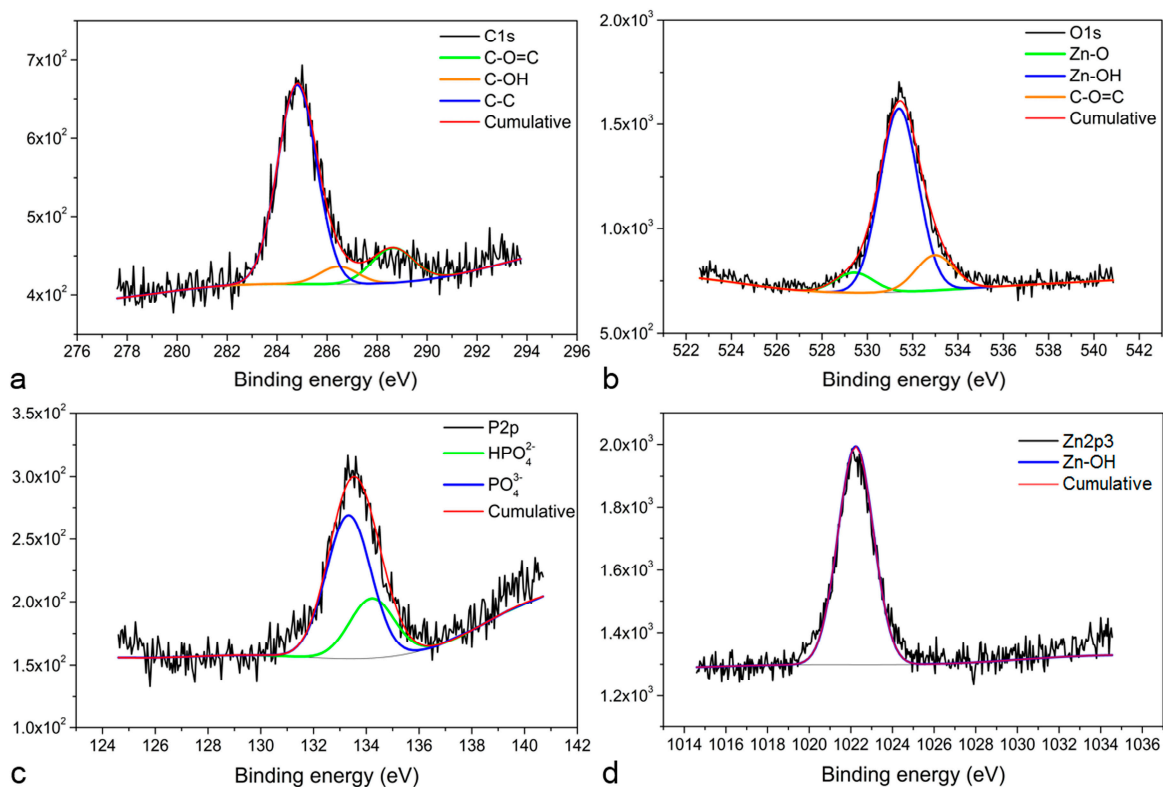 C1s
C-O=C
C-OH
C-C
Cumulative
7x10²
6x10²
5x10²
4x10²
276 278 280 282 284 286 288 290 292 294 296
Binding energy (eV)
a
O1s
Zn-O
Zn-OH
C-O=C
Cumulative
2.0x10³
1.5x10³
1.0x10³
5.0x10²
522 524 526 528 530 532 534 536 538 540 542
Binding energy (eV)
b
P2p
HPO₄²⁻
PO₄³⁻
Cumulative
3.5x10²
3.0x10²
2.5x10²
2.0x10²
1.5x10²
1.0x10²
124 126 128 130 132 134 136 138 140 142
Binding energy (eV)
c
Zn2p3
Zn-OH
Cumulative
2.0x10³
1.8x10³
1.6x10³
1.4x10³
1.2x10³
1014 1016 1018 1020 1022 1024 1026 1028 1030 1032 1034 1036
Binding energy (eV)
d